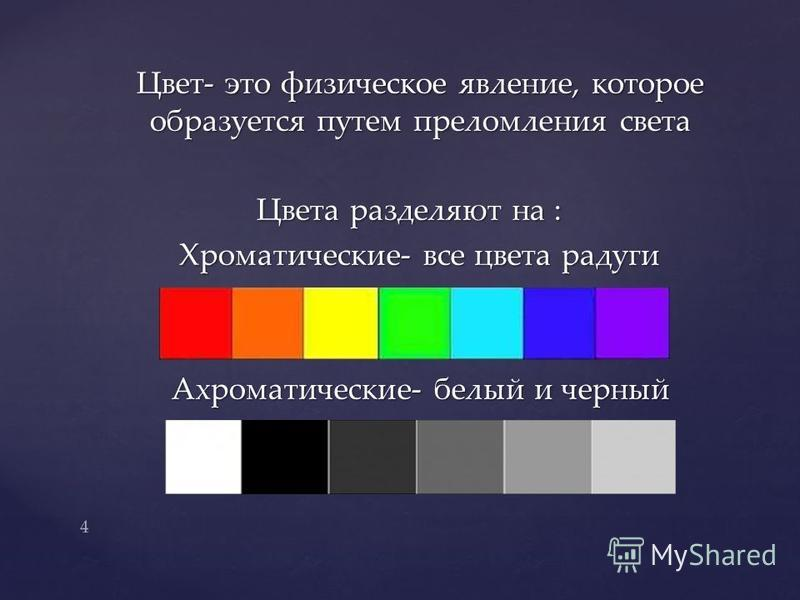 Цвет- это физическое явление, которое
образуется путем преломления света
Цвета разделяют на :
Хроматические- все цвета радуги
Ахроматические- белый и черный
4
MyShared